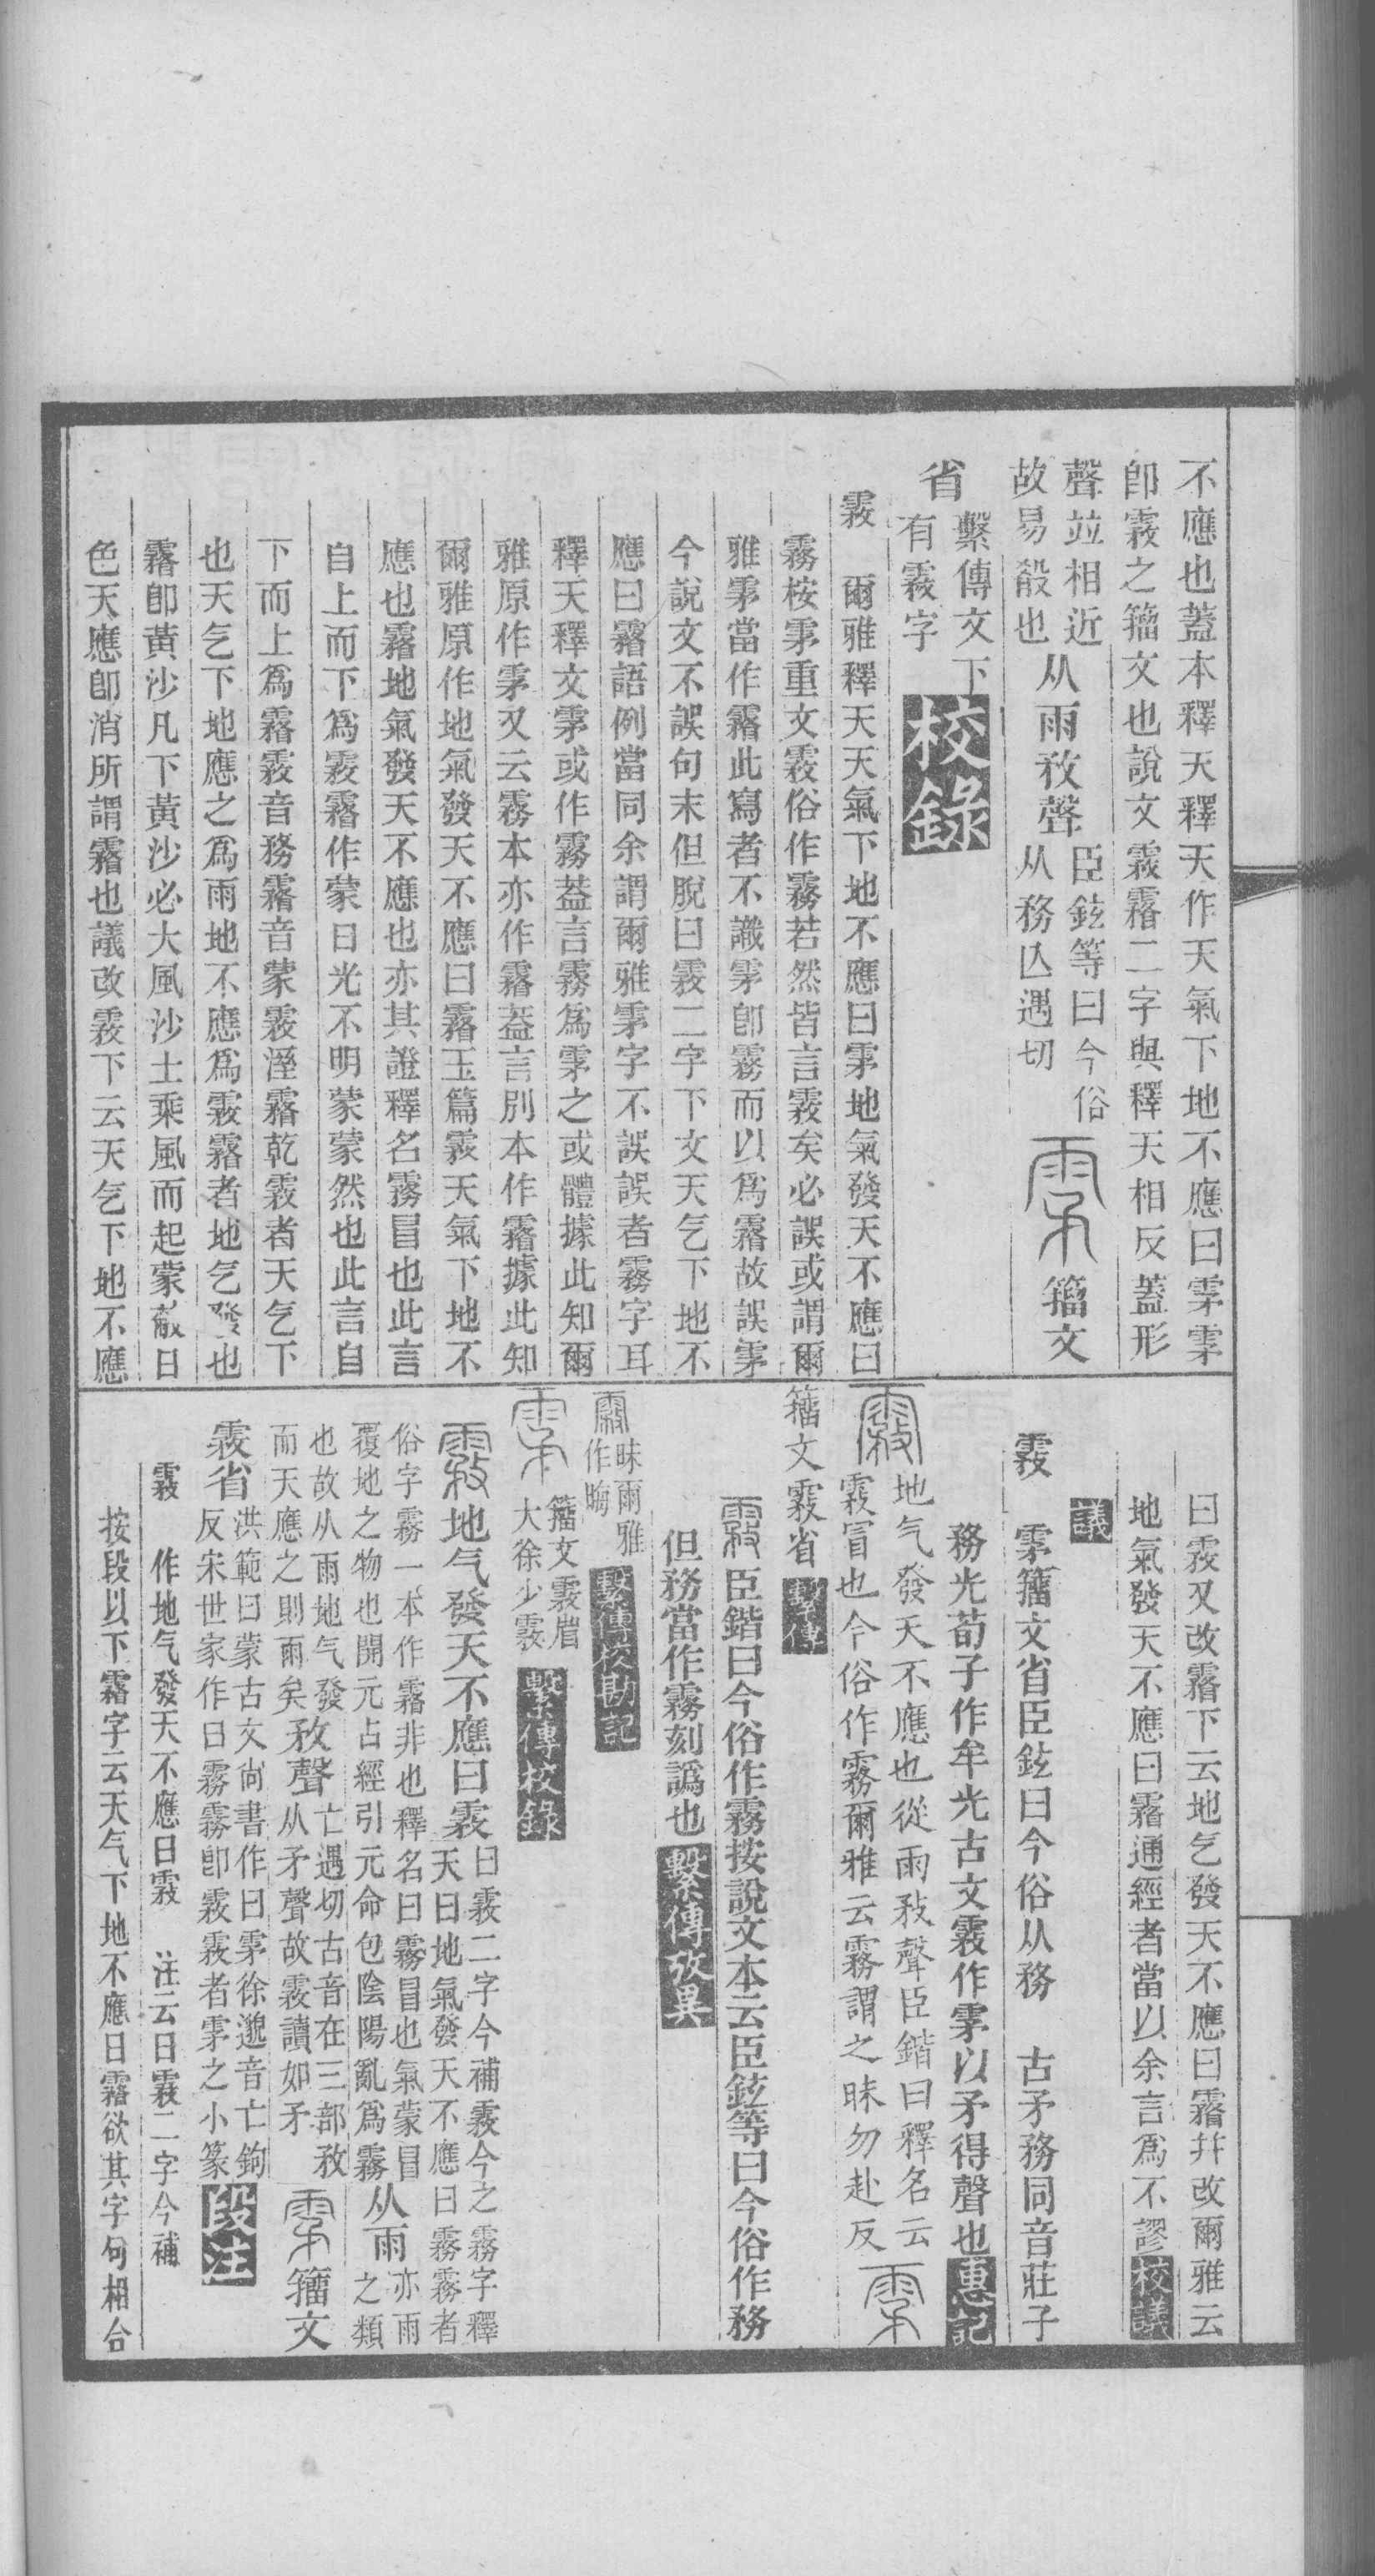 不應也蓋本釋天釋天作天氣下地不應曰雺雺
卽霚之籀文也說文霚霿二字與釋天相反蓋形
聲竝相近
故易殽也
从雨敄聲
臣鉉等曰今俗
从務亾遇切
籀文
省
繫傳文下
有霚字
校錄
霚 爾雅釋天天氣下地不應曰雺地氣發天不應曰
霧桉雺重文霚俗作霧若然皆言霚矣必誤或謂爾
雅雺當作霿此寫者不識雺卽霧而以爲霿故誤雺
今說文不誤句末但脫曰霚二字下文天气下地不
應曰霿語例當同余謂爾雅雺字不誤誤者霧字耳
釋天釋文雺或作霧葢言霧爲雺之或體據此知爾
雅原作雺又云霧本亦作霿葢言別本作霿據此知
爾雅原作地氣發天不應曰霿玉篇霚天氣下地不
應也霿地氣發天不應也亦其證釋名霧冒也此言
自上而下爲霚霿作蒙日光不明蒙蒙然也此言自
下而上爲霿霚音務霿音蒙霚溼霿乾霚者天气下
也天气下地應之爲雨地不應爲霚霿者地气發也
霿卽黃沙凡下黃沙必大風沙土乘風而起蒙蔽日
色天應卽消所謂霿也議改霚下云天气下地不應
曰霚又改霿下云地气發天不應曰霿幷改爾雅云
地氣發天不應曰霿通經者當以余言爲不謬校議
議
霚 雺籀文省臣鉉曰今俗从務 古矛務同音莊子
務光荀子作牟光古文霚作雺以矛得聲也惠記
地气發天不應也從雨敄聲臣鍇曰釋名云
霚冒也今俗作霧爾雅云霧謂之昧勿赴反
籀文霚省繫傳
臣鍇曰今俗作霧按說文本云臣鉉等曰今俗作務
但務當作霧刻譌也繫傳攷異
昧爾雅
作晦
繫傳校勘記
籀文霚省
大徐少霚
繫傳校錄
地气發天不應曰霚
曰霚二字今補霚今之霧字釋
天曰地氣發天不應曰霧霧者
俗字霧一本作霿非也釋名曰霧冒也氣蒙冒
覆地之物也開元占經引元命包陰陽亂爲霧
从雨
亦雨
之類
也故从雨地气發
而天應之則雨矣
敄聲
亡遇切古音在三部敄
从矛聲故霚讀如矛
籀文
霚省
洪範曰蒙古文尙書作曰雺徐邈音亡鉤
反宋世家作曰霧霧卽霚霚者雺之小篆
段注
霚 作地气發天不應曰霚 注云曰霚二字今補
按段以下霿字云天气下地不應曰霿欲其字句相合